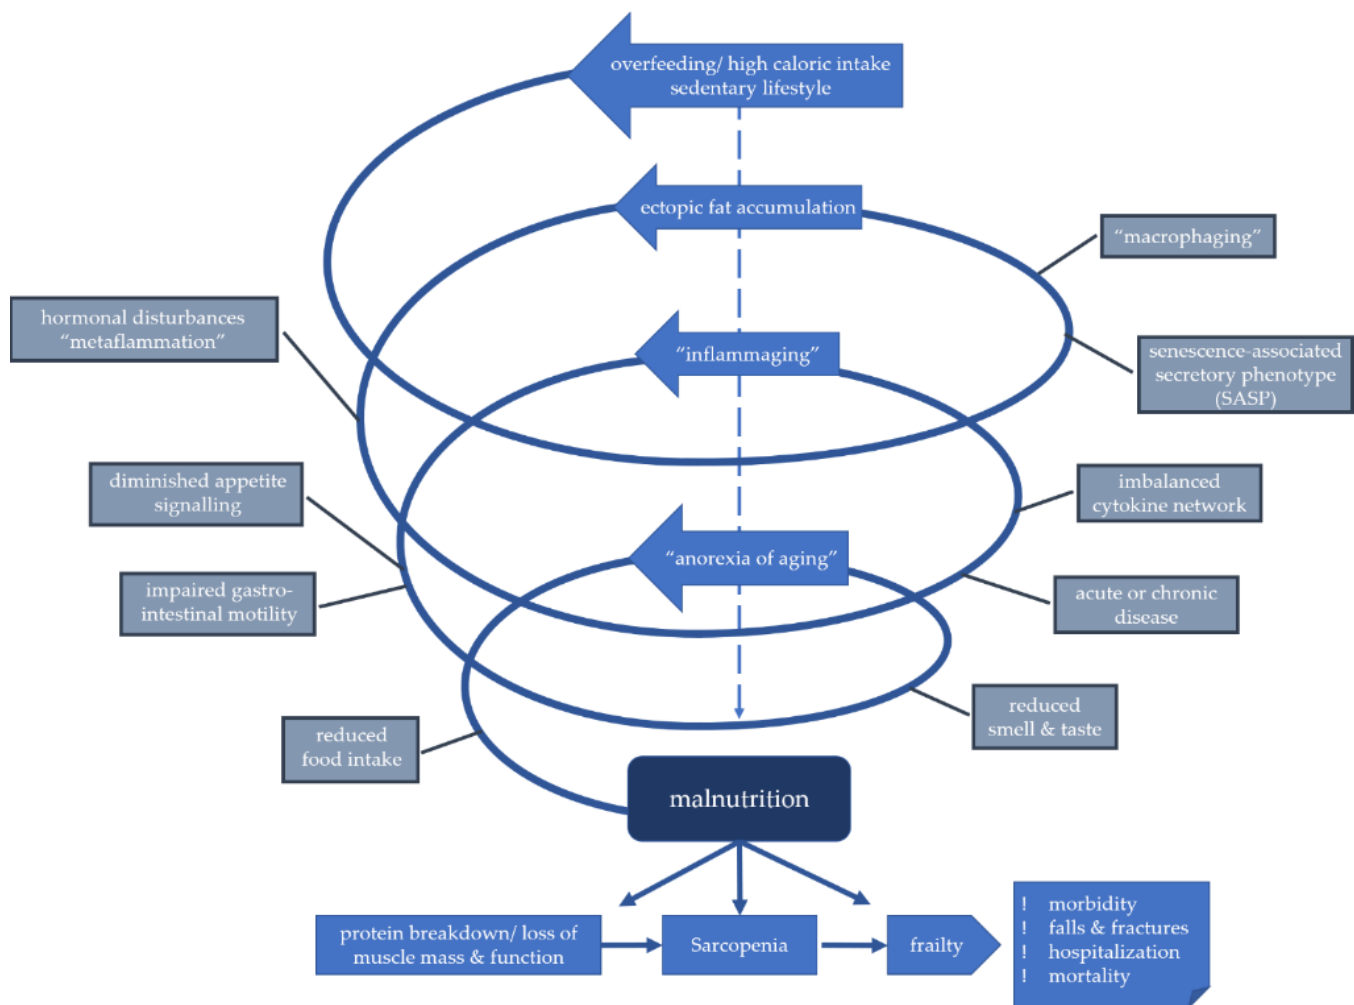 overfeeding/ high caloric intake
sedentary lifestyle
ectopic fat accumulation
“macrophaging”
hormonal disturbances
“metaflammation”
“inflammaging”
senescence-associated
secretory phenotype
(SASP)
diminished appetite
signalling
imbalanced
cytokine network
“anorexia of aging”
impaired gastro-
intestinal motility
acute or chronic
disease
reduced
smell & taste
reduced
food intake
malnutrition
protein breakdown/ loss of
muscle mass & function
Sarcopenia
frailty
! morbidity
! falls & fractures
! hospitalization
! mortality